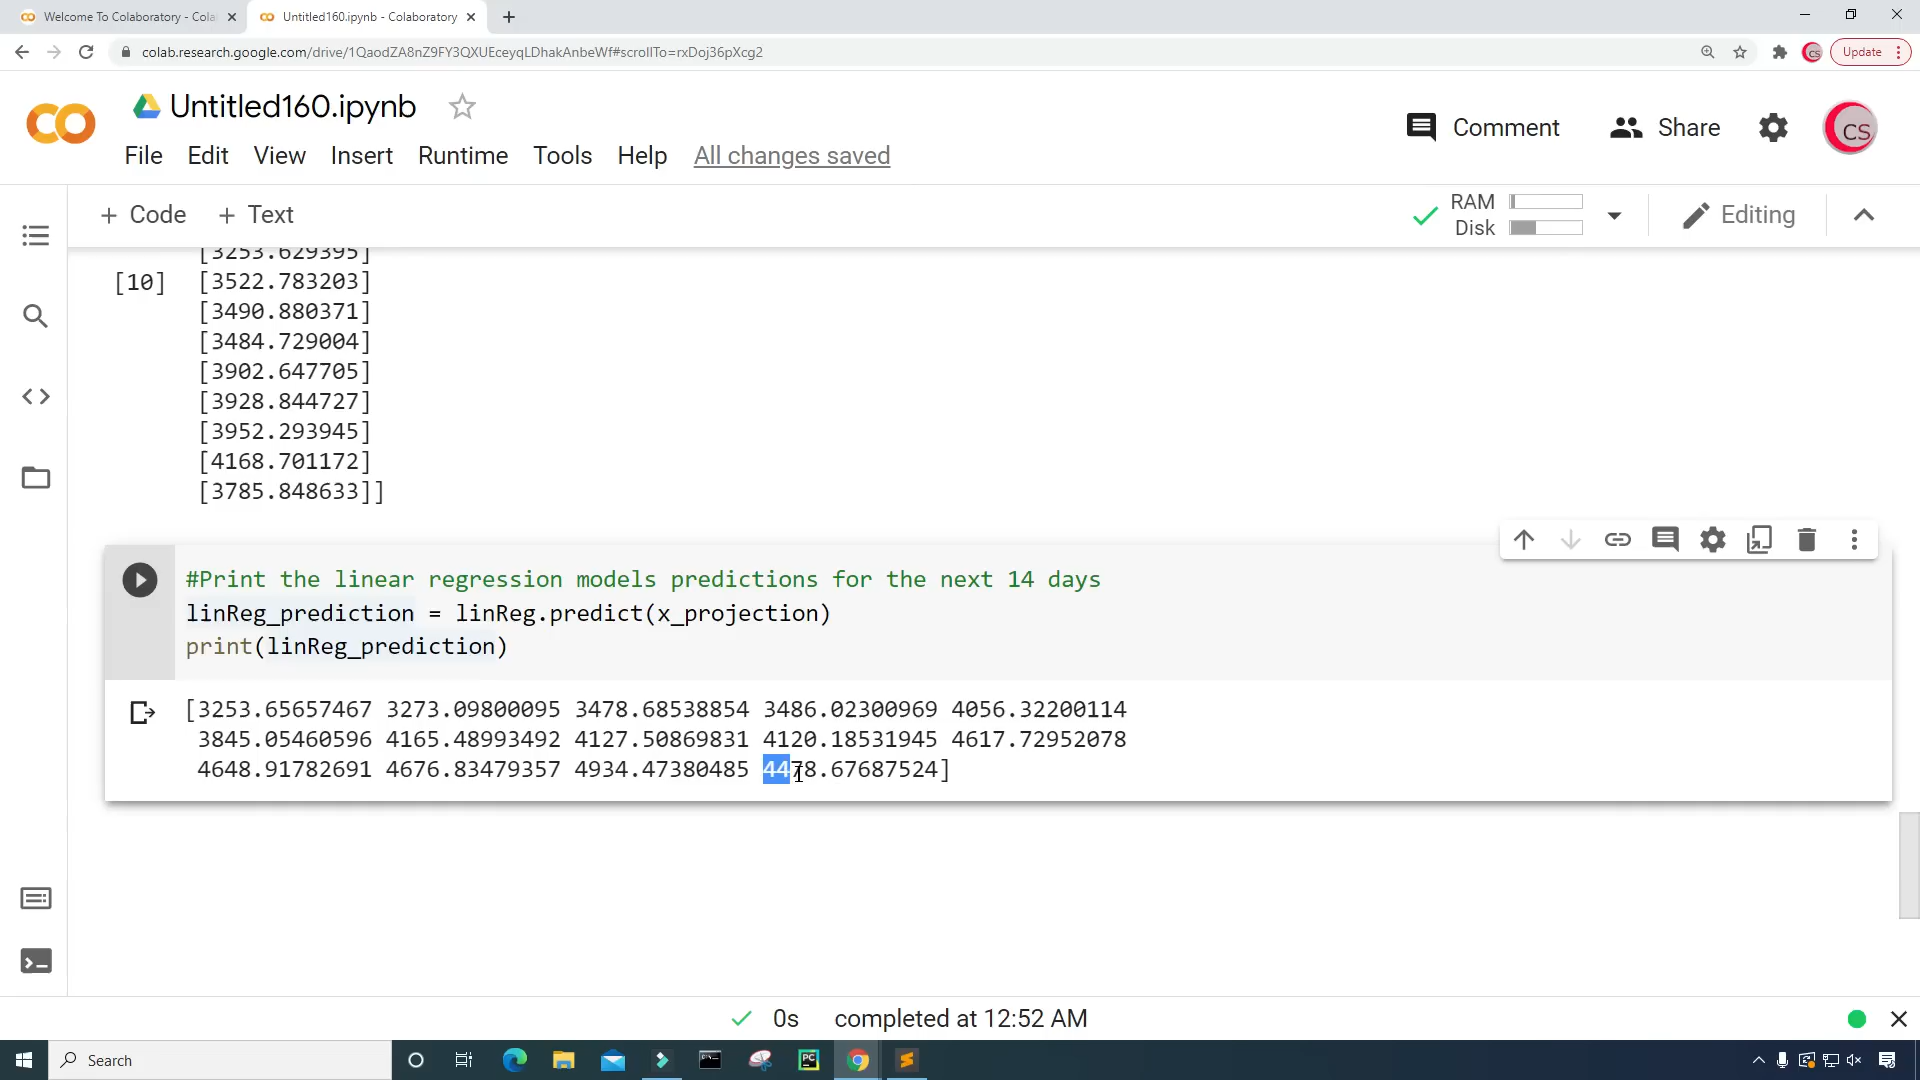 Welcome To Colaboratory - Cola
Untitled160.ipynb - Colaboratory
colab.research.google.com/drive/1QaodZA8nZ9FY3QXUEceyqLDhakAnbeWf#scrollTo=rxDoj36pXcg2
Update
CO
Untitled160.ipynb
Comment
Share
CS
File Edit View Insert Runtime Tools Help All changes saved
+ Code + Text
RAM
Disk
Editing
[3253.629395]
[10] [3522.783203]
[3490.880371]
[3484.729004]
[3902.647705]
[3928.844727]
[3952.293945]
[4168.701172]
[3785.848633]]
#Print the linear regression models predictions for the next 14 days
linReg_prediction = linReg.predict(x_projection)
print(linReg_prediction)
[3253.65657467 3273.09800095 3478.68538854 3486.02300969 4056.32200114
3845.05460596 4165.48993492 4127.50869831 4120.18531945 4617.72952078
4648.91782691 4676.83479357 4934.47380485 4478.67687524]
0s completed at 12:52 AM
Search